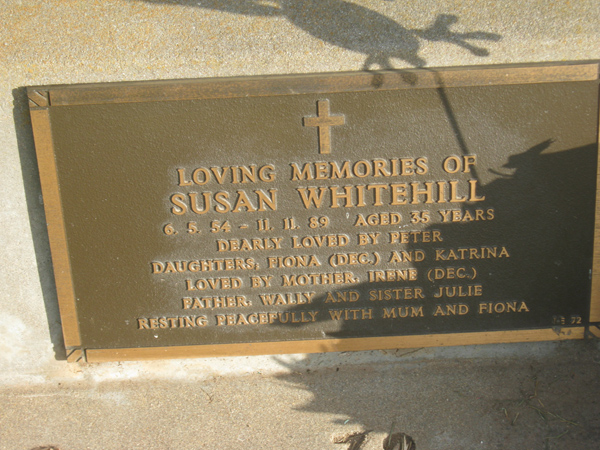 LOVING MEMORIES OF
SUSAN WHITEHILL
6. 5. 54 - 11. 11. 89 AGED 35 YEARS
DEARLY LOVED BY PETER
DAUGHTERS, FIONA (DEC.) AND KATRINA
LOVED BY MOTHER, IRENE (DEC.)
FATHER, WALLY AND SISTER JULIE
RESTING PEACEFULLY WITH MUM AND FIONA